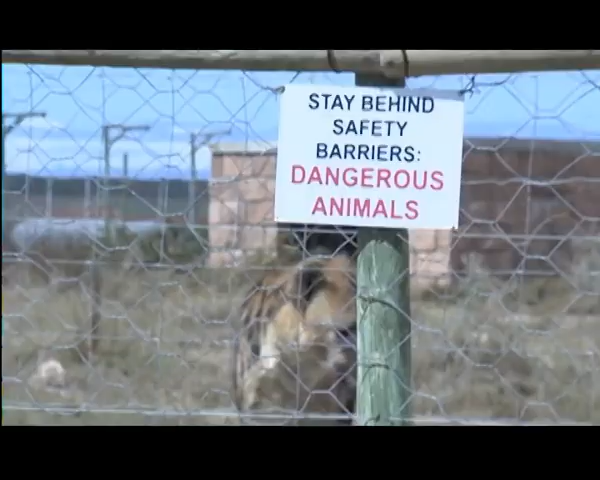 STAY BEHIND
SAFETY
BARRIERS:
DANGEROUS
ANIMALS